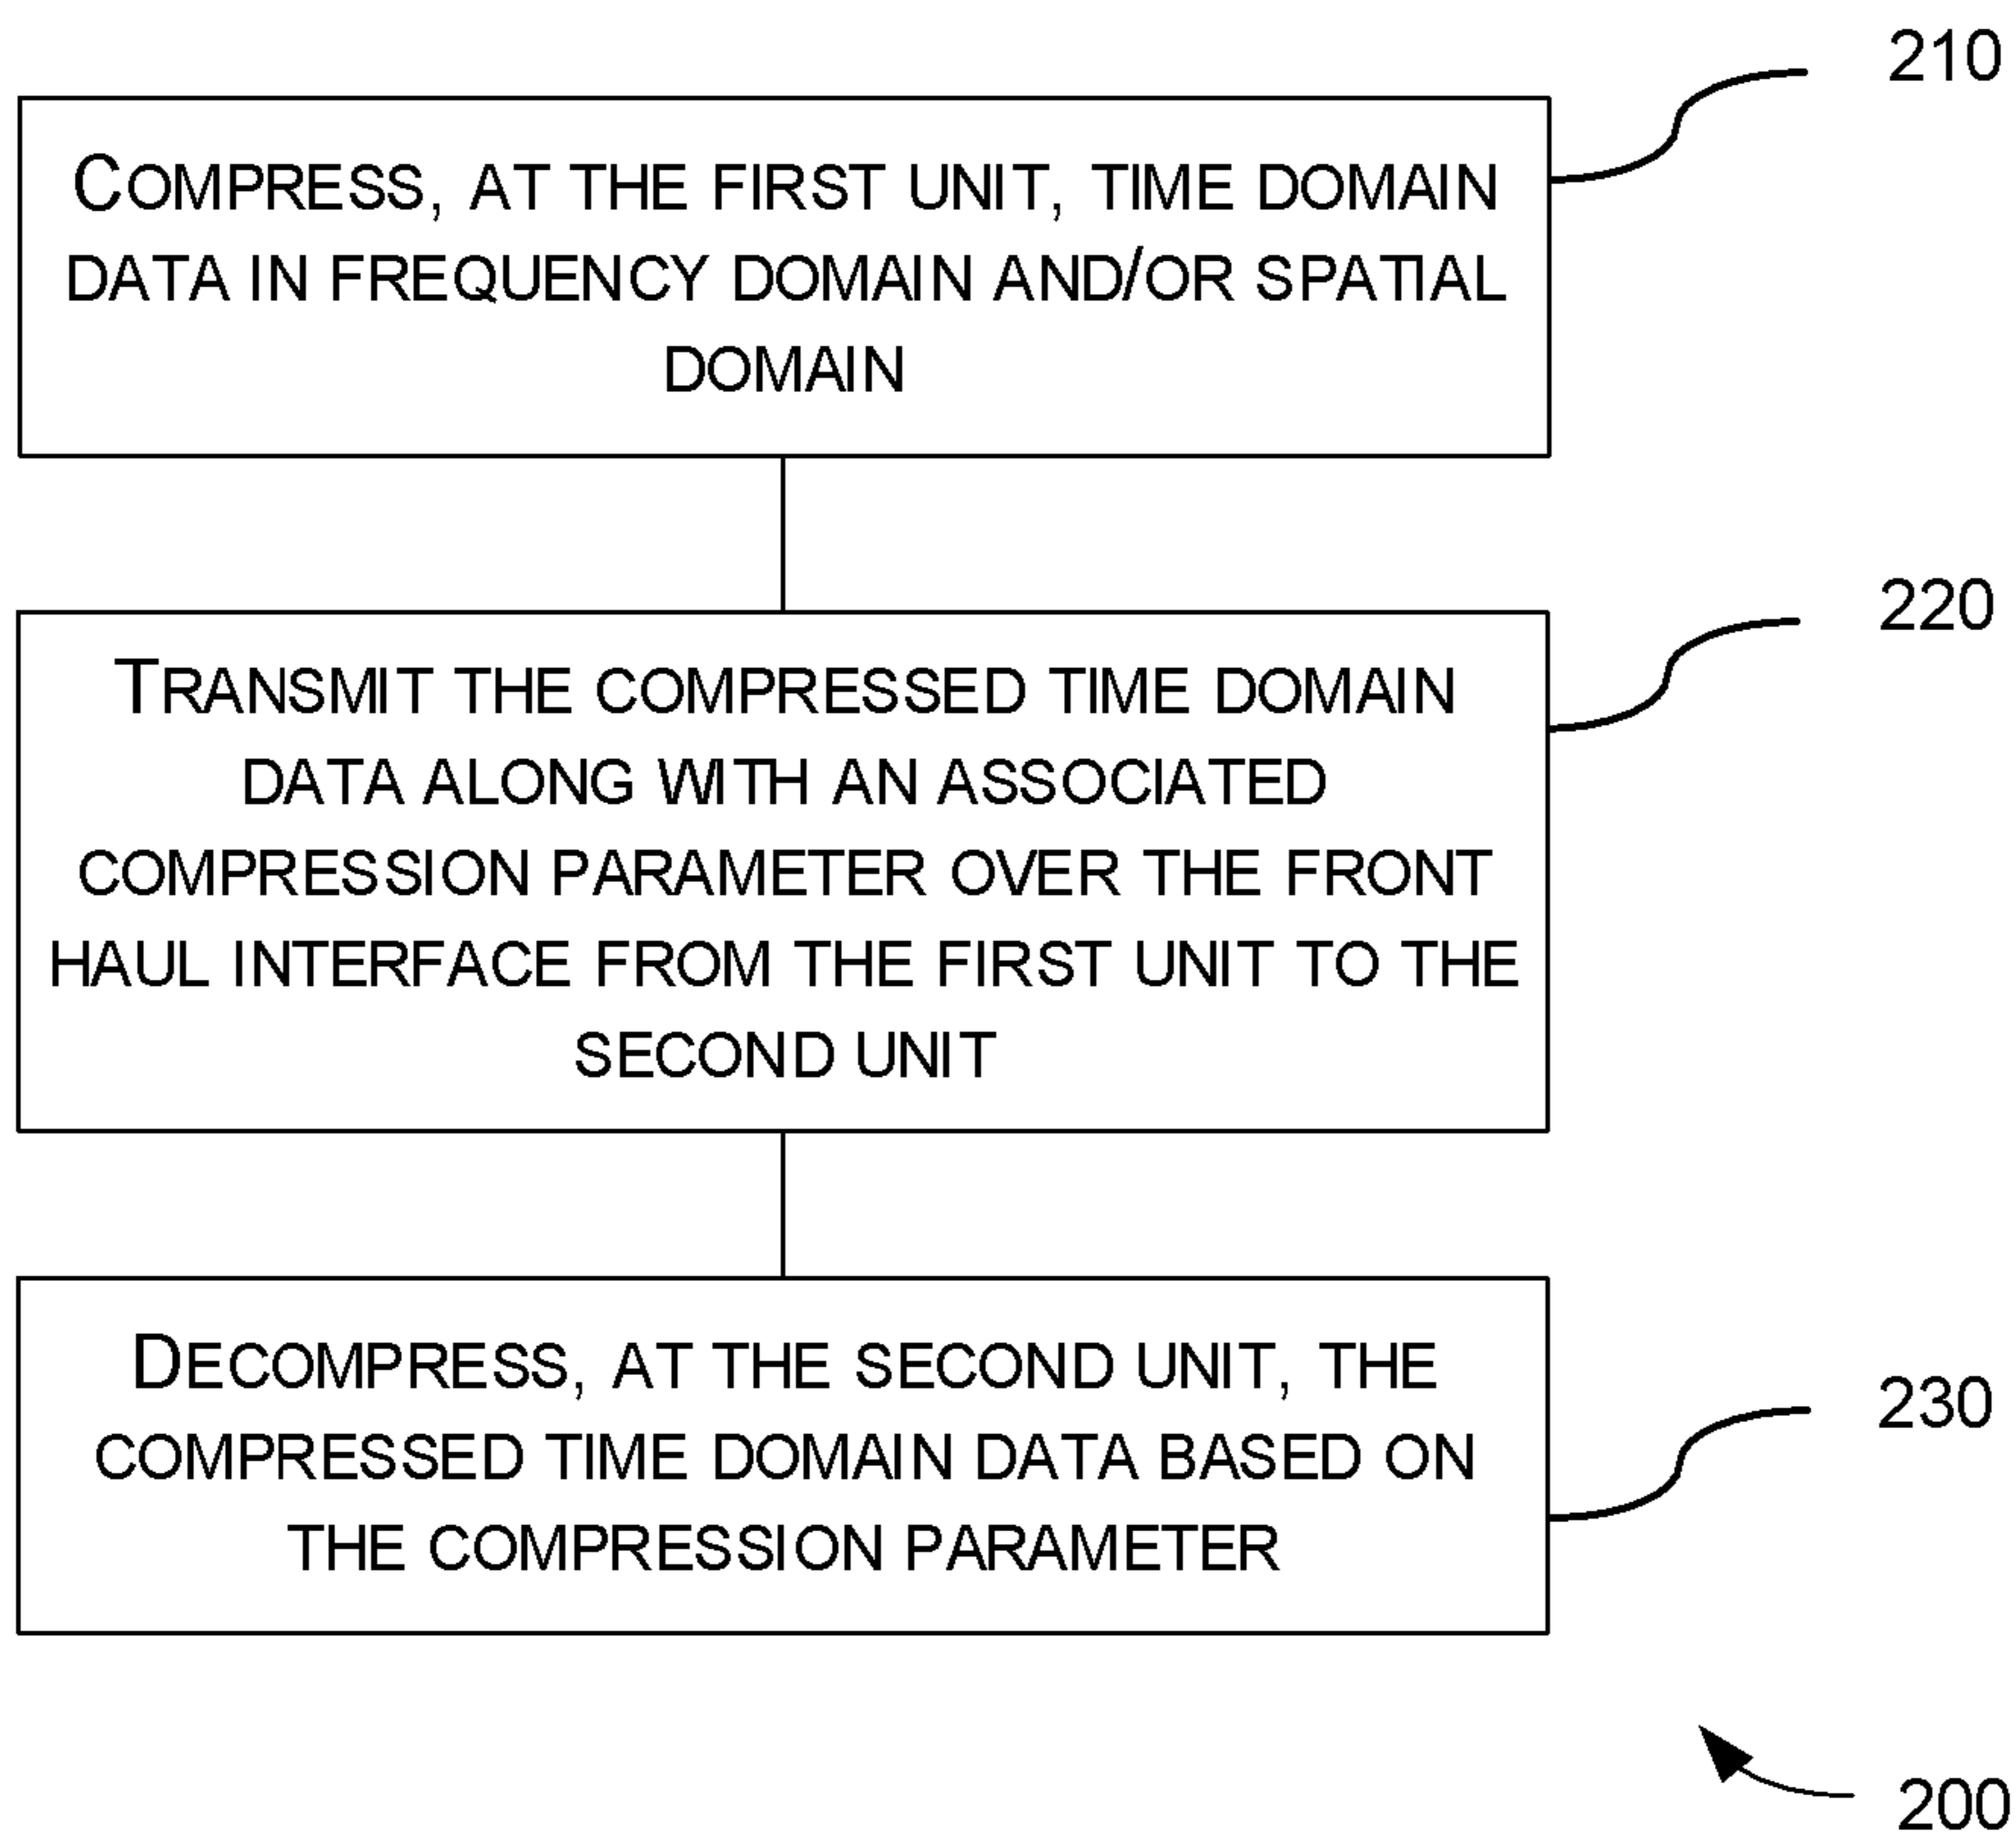 210
COMPRESS, AT THE FIRST UNIT, TIME DOMAIN
DATA IN FREQUENCY DOMAIN AND/OR SPATIAL
DOMAIN
220
TRANSMIT THE COMPRESSED TIME DOMAIN
DATA ALONG WITH AN ASSOCIATED
COMPRESSION PARAMETER OVER THE FRONT
HAUL INTERFACE FROM THE FIRST UNIT TO THE
SECOND UNIT
DECOMPRESS, AT THE SECOND UNIT, THE
230
COMPRESSED TIME DOMAIN DATA BASED ON
THE COMPRESSION PARAMETER
200